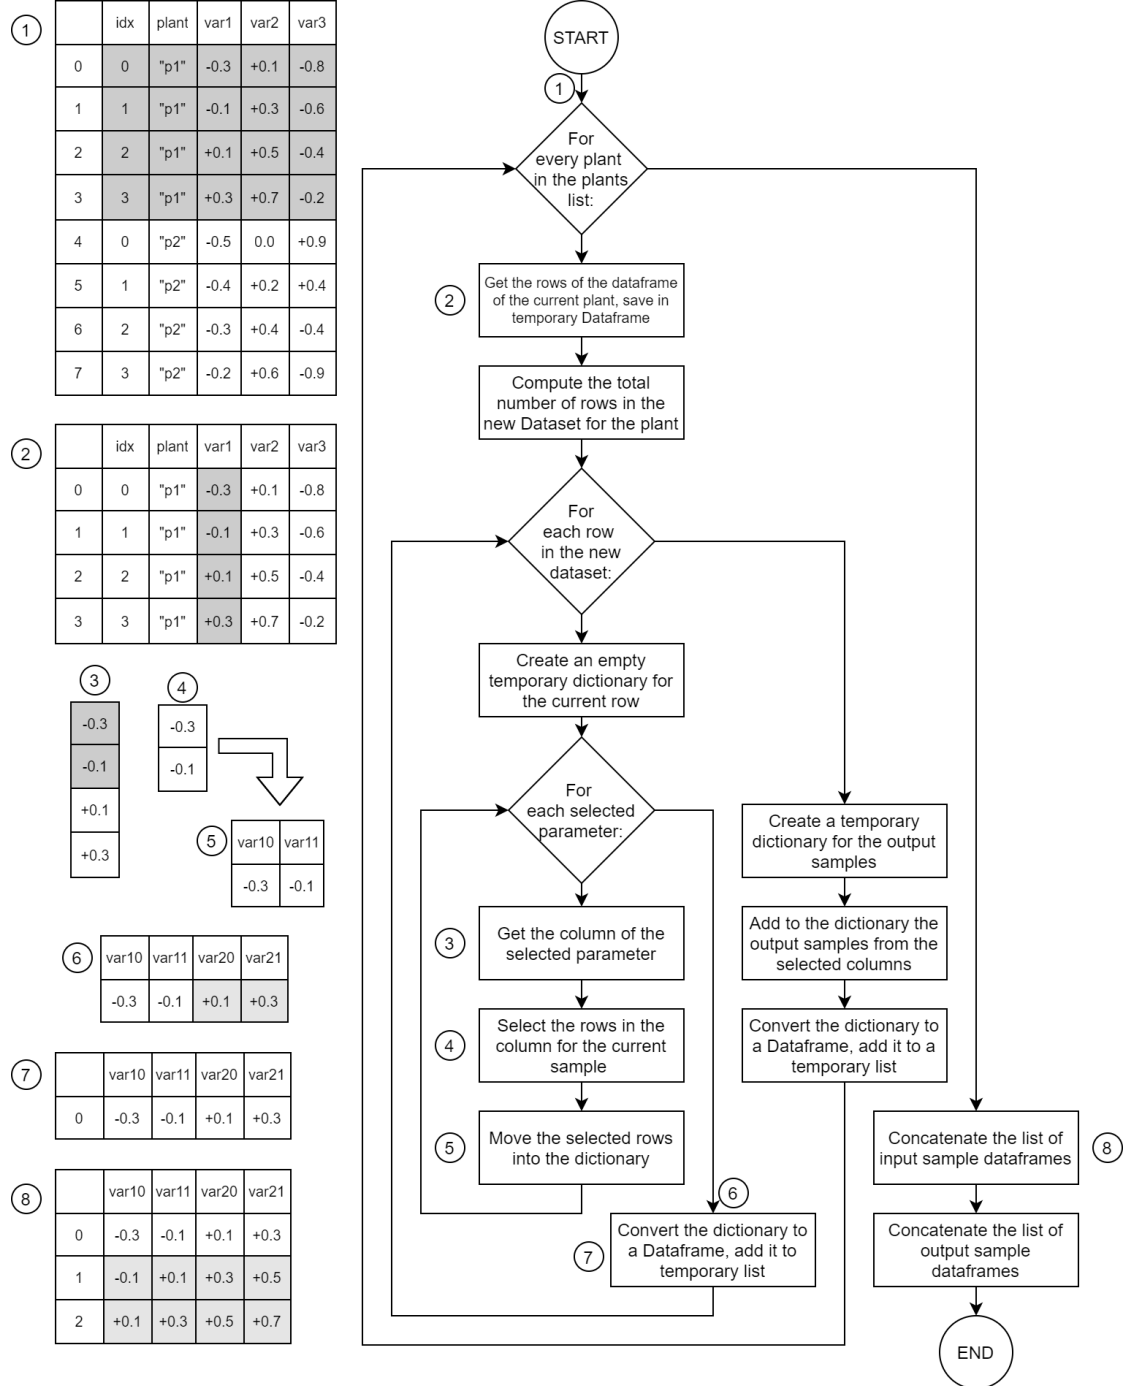 1
idx plant var1 var2 var3
0 0 "p1" -0.3 +0.1 -0.8
1 1 "p1" -0.1 +0.3 -0.6
2 2 "p1" +0.1 +0.5 -0.4
3 3 "p1" +0.3 +0.7 -0.2
4 0 "p2" -0.5 0.0 +0.9
5 1 "p2" -0.4 +0.2 +0.4
6 2 "p2" -0.3 +0.4 -0.4
7 3 "p2" -0.2 +0.6 -0.9
2
idx plant var1 var2 var3
0 0 "p1" -0.3 +0.1 -0.8
1 1 "p1" -0.1 +0.3 -0.6
2 2 "p1" +0.1 +0.5 -0.4
3 3 "p1" +0.3 +0.7 -0.2
3
-0.3
-0.1
+0.1
+0.3
4
-0.3
-0.1
5
var10 var11
-0.3 -0.1
6
var10 var11 var20 var21
-0.3 -0.1 +0.1 +0.3
7
var10 var11 var20 var21
0 -0.3 -0.1 +0.1 +0.3
8
var10 var11 var20 var21
0 -0.3 -0.1 +0.1 +0.3
1 -0.1 +0.1 +0.3 +0.5
2 +0.1 +0.3 +0.5 +0.7
START
1
For
every plant
in the plants
list:
2
Get the rows of the dataframe
of the current plant, save in
temporary Dataframe
Compute the total
number of rows in the
new Dataset for the plant
For
each row
in the new
dataset:
Create an empty
temporary dictionary for
the current row
For
each selected
parameter:
3
Get the column of the
selected parameter
4
Select the rows in the
column for the current
sample
5
Move the selected rows
into the dictionary
6
7
Convert the dictionary to
a Dataframe, add it to
temporary list
Create a temporary
dictionary for the output
samples
Add to the dictionary the
output samples from the
selected columns
Convert the dictionary to
a Dataframe, add it to a
temporary list
Concatenate the list of
input sample dataframes
8
Concatenate the list of
output sample
dataframes
END